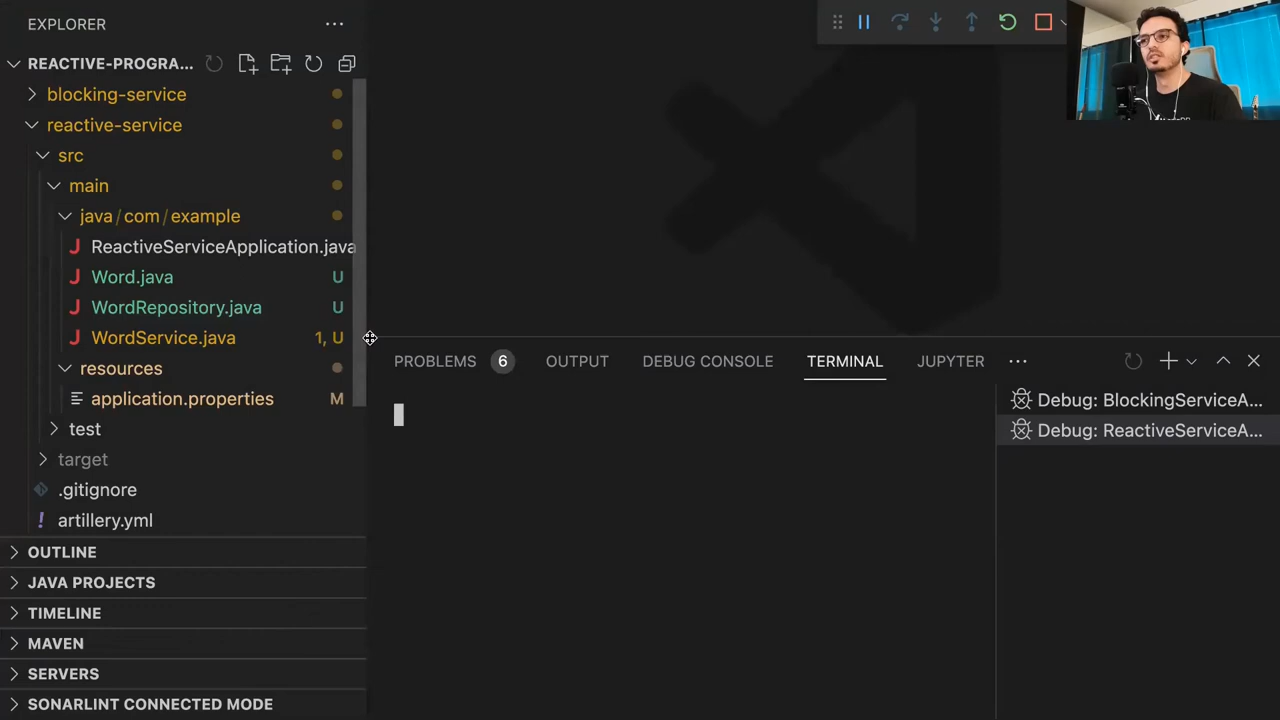 EXPLORER
REACTIVE-PROGRA...
blocking-service
reactive-service
src
main
java/com/example
ReactiveServiceApplication.java
Word.java U
WordRepository.java U
WordService.java 1, U
resources
application.properties M
test
target
.gitignore
artillery.yml
OUTLINE
JAVA PROJECTS
TIMELINE
MAVEN
SERVERS
SONARLINT CONNECTED MODE
PROBLEMS 6 OUTPUT DEBUG CONSOLE TERMINAL JUPYTER
Debug: BlockingServiceA...
Debug: ReactiveServiceA...